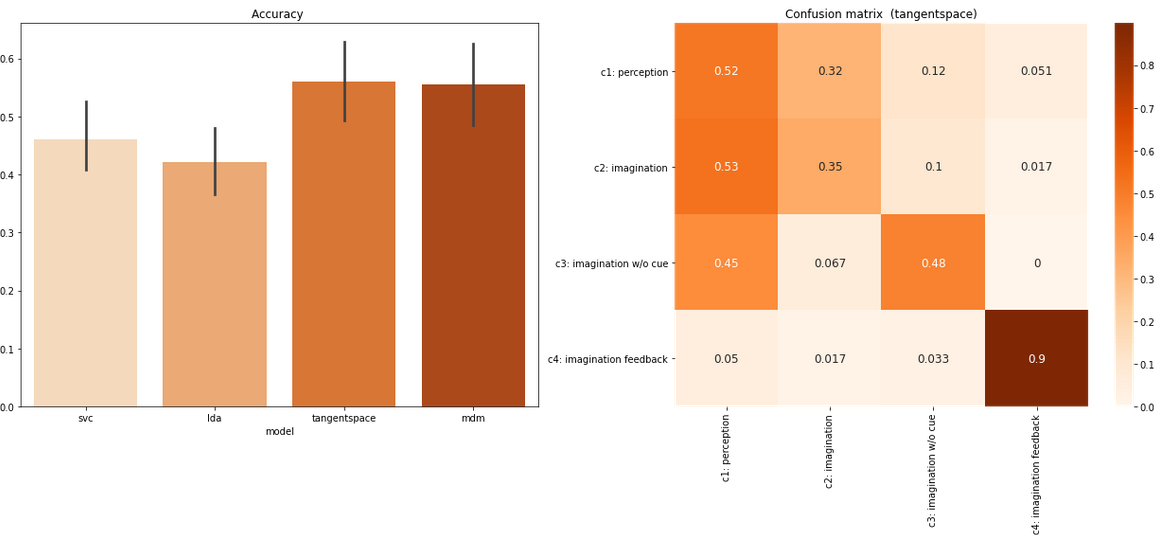 Accuracy
0.6
0.5
0.4
0.3
0.2
0.1
0.0
svc lda tangentspace mdm
model
Confusion matrix (tangentspace)
c1: perception 0.52 0.32 0.12 0.051
c2: imagination 0.53 0.35 0.1 0.017
c3: imagination w/o cue 0.45 0.067 0.48 0
c4: imagination feedback 0.05 0.017 0.033 0.9
c1: perception
c2: imagination
c3: imagination w/o cue
c4: imagination feedback
0.8
0.7
0.6
0.5
0.4
0.3
0.2
0.1
0.0